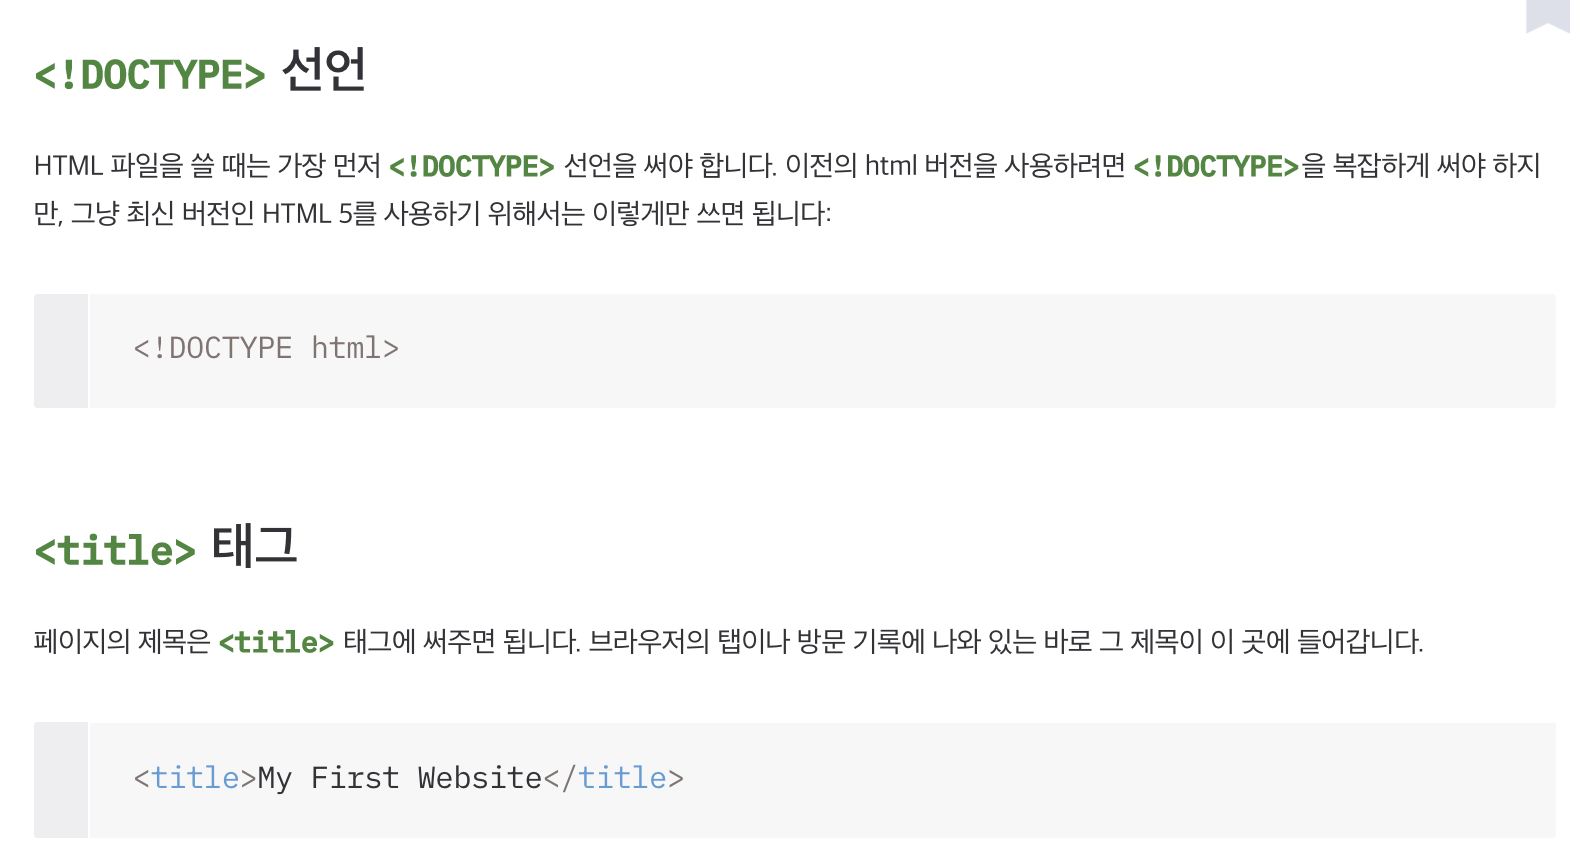 <!DOCTYPE> 선언
HTML 파일을 쓸 때는 가장 먼저 <!DOCTYPE> 선언을 써야 합니다. 이전의 html 버전을 사용하려면 <!DOCTYPE>을 복잡하게 써야 하지
만, 그냥 최신 버전인 HTML 5를 사용하기 위해서는 이렇게만 쓰면 됩니다:
<!DOCTYPE html>
<title> 태그
페이지의 제목은 <title> 태그에 써주면 됩니다. 브라우저의 탭이나 방문 기록에 나와 있는 바로 그 제목이 이 곳에 들어갑니다.
<title>My First Website</title>